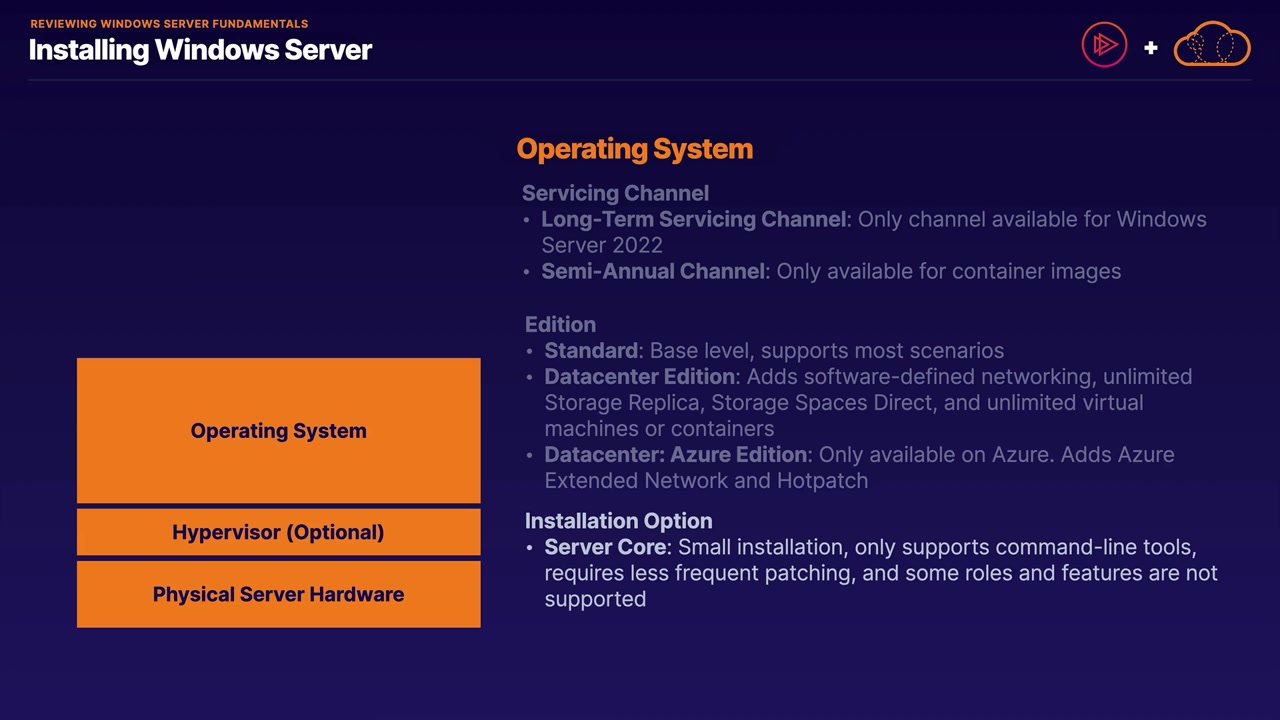 REVIEWING WINDOWS SERVER FUNDAMENTALS
Installing Windows Server
+
Operating System
Servicing Channel
• Long-Term Servicing Channel: Only channel available for Windows
Server 2022
• Semi-Annual Channel: Only available for container images
Edition
• Standard: Base level, supports most scenarios
• Datacenter Edition: Adds software-defined networking, unlimited
Storage Replica, Storage Spaces Direct, and unlimited virtual
machines or containers
• Datacenter: Azure Edition: Only available on Azure. Adds Azure
Extended Network and Hotpatch
Installation Option
• Server Core: Small installation, only supports command-line tools,
requires less frequent patching, and some roles and features are not
supported
Operating System
Hypervisor (Optional)
Physical Server Hardware